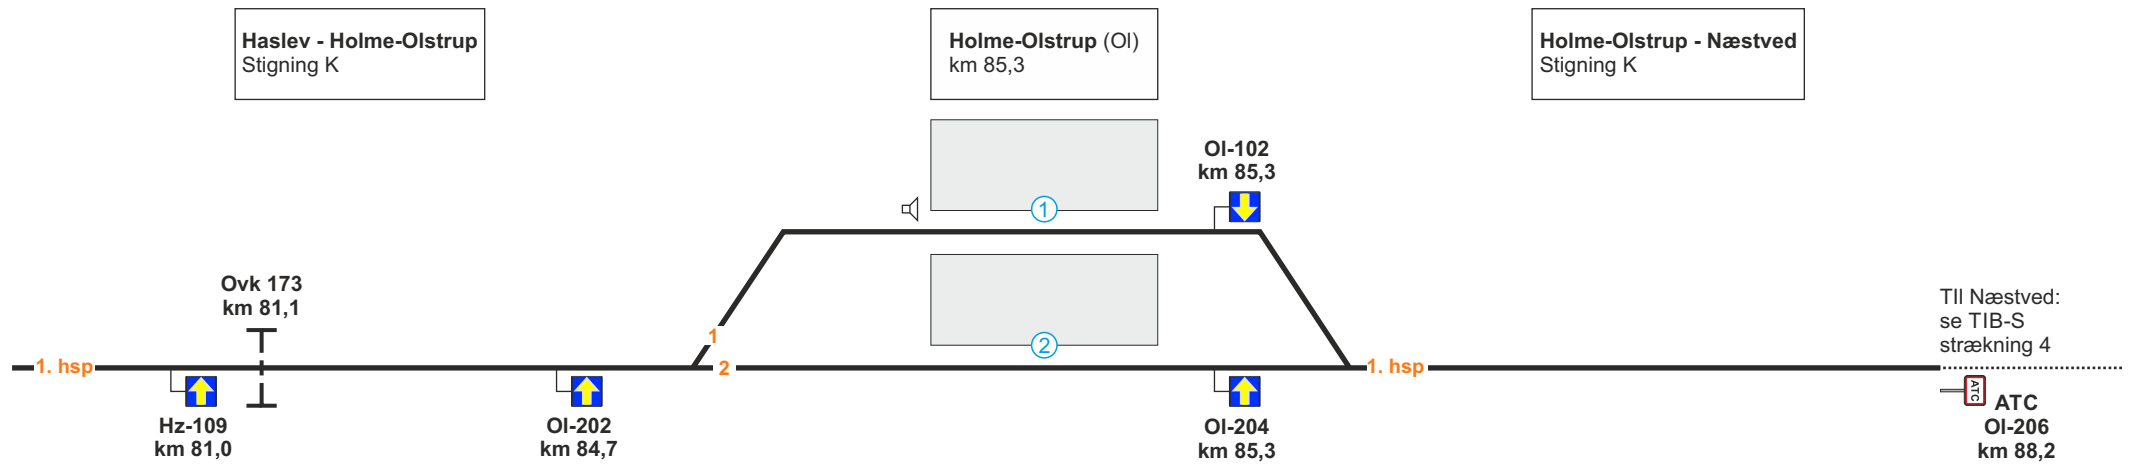 Haslev - Holme-Olstrup
Stigning K
Holme-Olstrup (Ol)
km 85,3
Holme-Olstrup - Næstved
Stigning K
Ol-102
km 85,3
1
Ovk 173
km 81,1
1
2
TIl Næstved:
se TIB-S
strækning 4
1. hsp
2
1. hsp
Hz-109
km 81,0
Ol-202
km 84,7
Ol-204
km 85,3
ATC
ATC
Ol-206
km 88,2